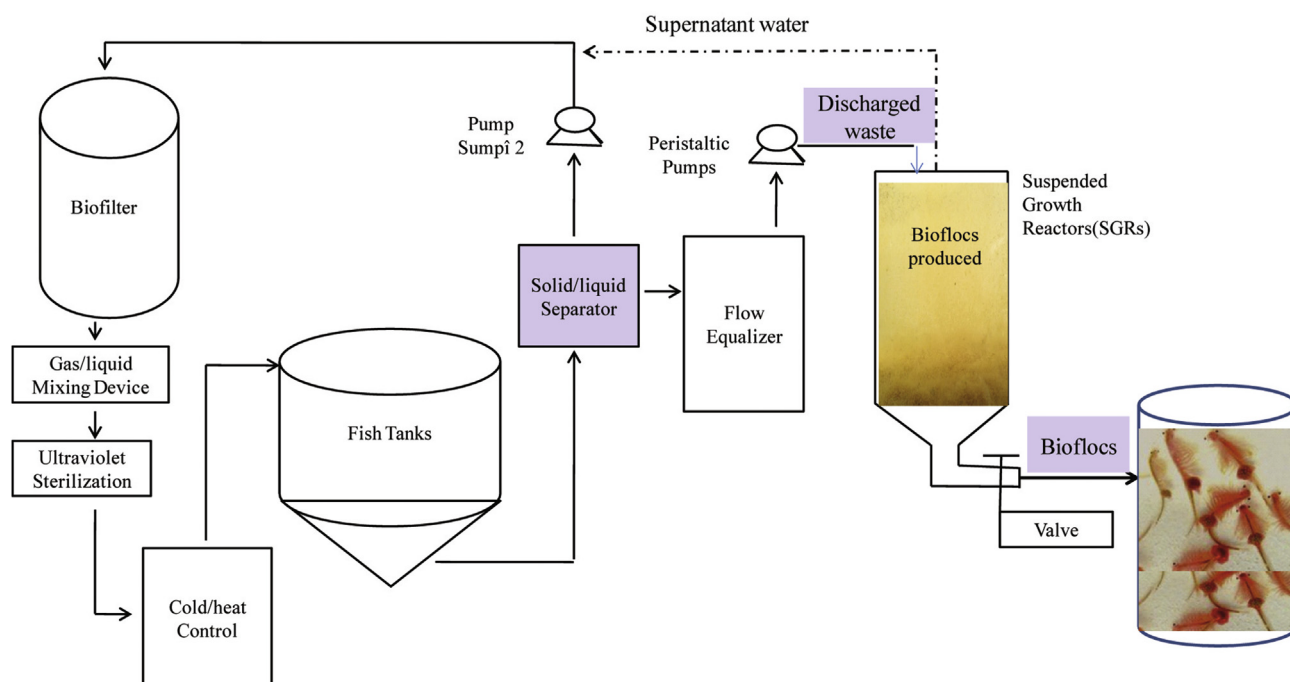 Supernatant water
Discharged
waste
Pump
Sumpî 2
Peristaltic
Pumps
Suspended
Growth
Reactors(SGRs)
Biofilter
Bioflocs
produced
Solid/liquid
Separator
Flow
Equalizer
Gas/liquid
Mixing Device
Fish Tanks
Ultraviolet
Sterilization
Bioflocs
Valve
Cold/heat
Control